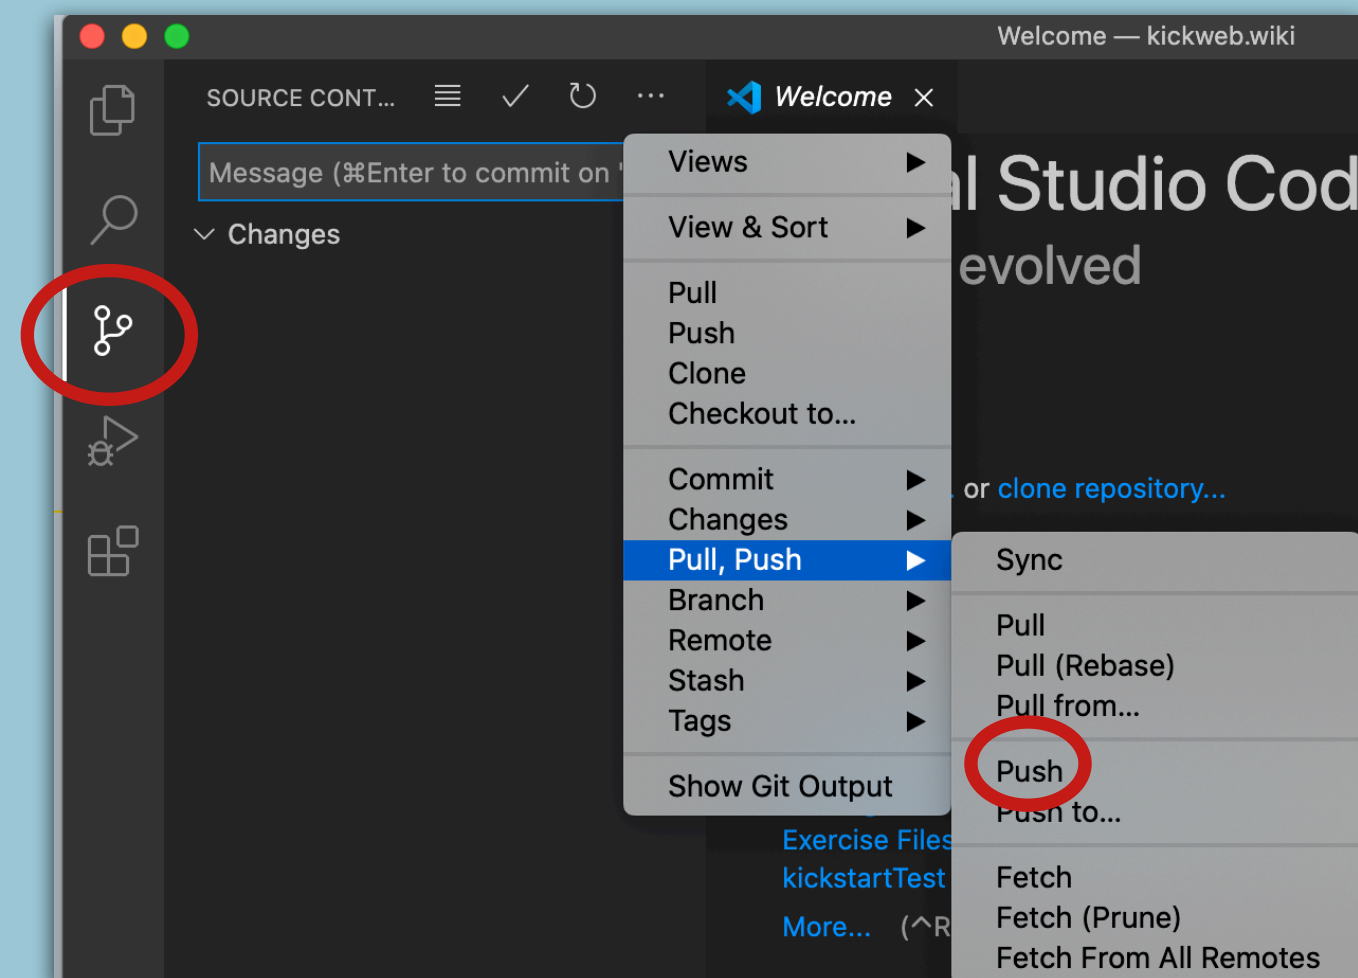 Welcome — kickweb.wiki
SOURCE CONT...
Welcome
Message (⌘Enter to commit on '
Changes
Views
View & Sort
Pull
Push
Clone
Checkout to...
Commit
Changes
Pull, Push
Branch
Remote
Stash
Tags
Show Git Output
l Studio Cod
evolved
or clone repository...
Sync
Pull
Pull (Rebase)
Pull from...
Push
Push to...
Fetch
Fetch (Prune)
Fetch From All Remotes
Exercise Files
kickstartTest
More... (^R